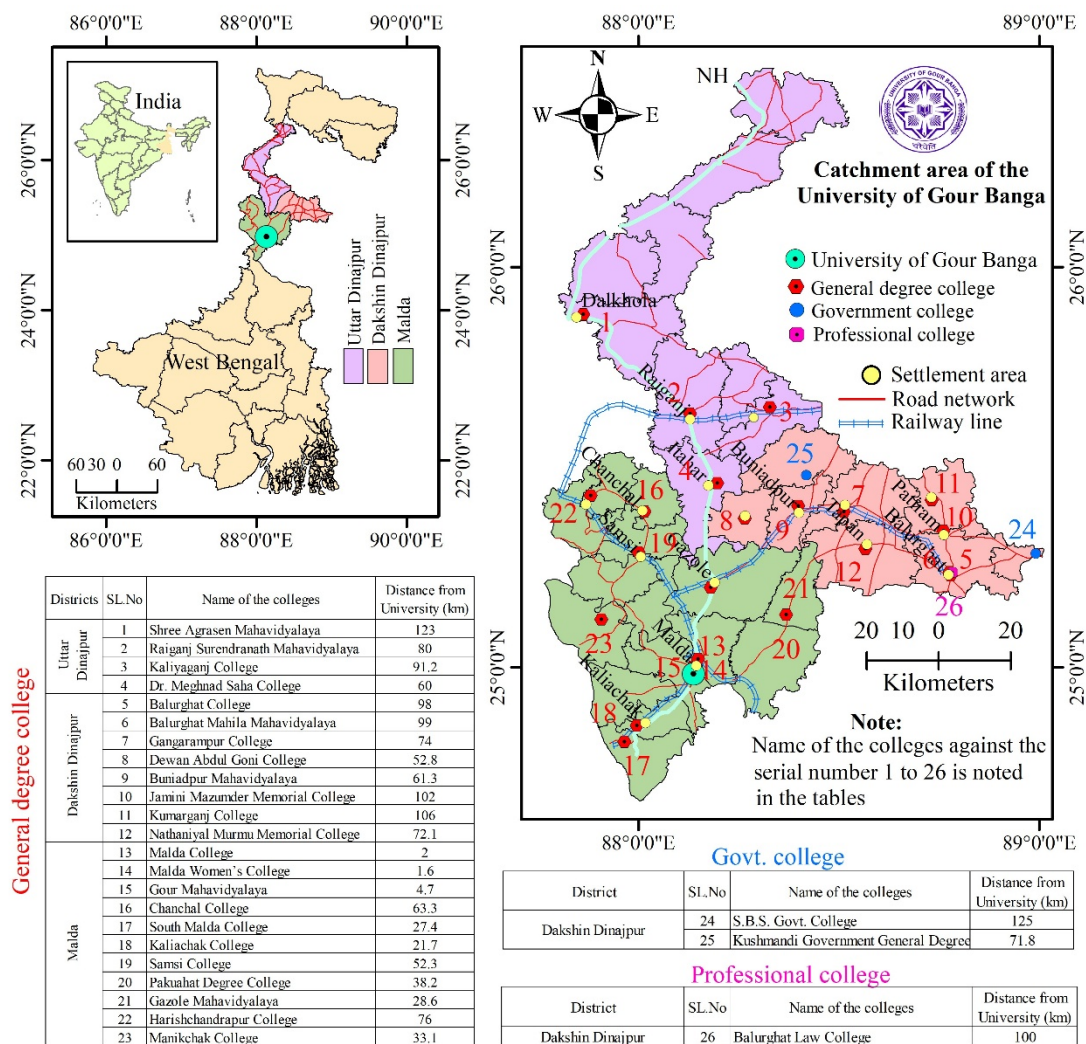 86°0'0"E 88°0'0"E 90°0'0"E
26°0'0"N
24°0'0"N
22°0'0"N
India
West Bengal
Uttar Dinajpur
Dakshin Dinajpur
Malda
60 30 0 60
Kilometers
86°0'0"E 88°0'0"E 90°0'0"E
88°0'0"E 89°0'0"E
26°0'0"N
25°0'0"N
N
W E
S
NH
UNIVERSITY OF GOUR BANGA
Catchment area of the
University of Gour Banga
University of Gour Banga
General degree college
Government college
Professional college
Settlement area
Road network
Railway line
Dalkhola
1
Raiganj
2
3
Itahar
4
Buniadpur
25
Chanchal
16
22
8
9
7
Tapan
Patiram
11
10
Balurghat
24
Samsi
19
Gazole
12
6
5
26
21
23
20
Malda
13
15
14
Kaliachak
18
17
20 10 0 20
Kilometers
Note:
Name of the colleges against the
serial number 1 to 26 is noted
in the tables
88°0'0"E 89°0'0"E
General degree college
Districts SL.No Name of the colleges Distance from University (km)
Uttar Dinajpur
1 Shree Agrasen Mahavidyalaya 123
2 Raiganj Surendranath Mahavidyalaya 80
3 Kaliyaganj College 91.2
4 Dr. Meghnad Saha College 60
Dakshin Dinajpur
5 Balurghat College 98
6 Balurghat Mahila Mahavidyalaya 99
7 Gangarampur College 74
8 Dewan Abdul Goni College 52.8
9 Buniadpur Mahavidyalaya 61.3
10 Jamini Mazumder Memorial College 102
11 Kumarganj College 106
12 Nathaniyal Murmu Memorial College 72.1
Malda
13 Malda College 2
14 Malda Women's College 1.6
15 Gour Mahavidyalaya 4.7
16 Chanchal College 63.3
17 South Malda College 27.4
18 Kaliachak College 21.7
19 Samsi College 52.3
20 Pakuahat Degree College 38.2
21 Gazole Mahavidyalaya 28.6
22 Harishchandrapur College 76
23 Manikchak College 33.1
Govt. college
District SL.No Name of the colleges Distance from University (km)
Dakshin Dinajpur
24 S.B.S. Govt. College 125
25 Kushmandi Government General Degree 71.8
Professional college
District SL.No Name of the colleges Distance from University (km)
Dakshin Dinajpur 26 Balurghat Law College 100